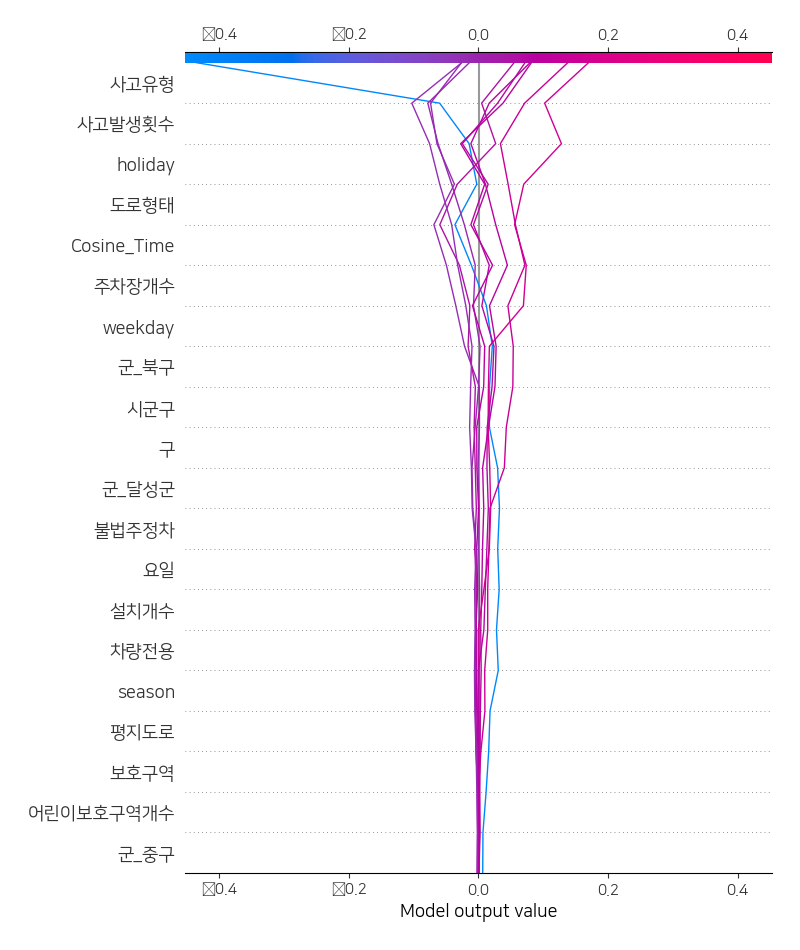 ☒0.4 ☒0.2 0.0 0.2 0.4
사고유형
사고발생횟수
holiday
도로형태
Cosine_Time
주차장개수
weekday
군_북구
시군구
구
군_달성군
불법주정차
요일
설치개수
차량전용
season
평지도로
보호구역
어린이보호구역개수
군_중구
☒0.4 ☒0.2 0.0 0.2 0.4
Model output value